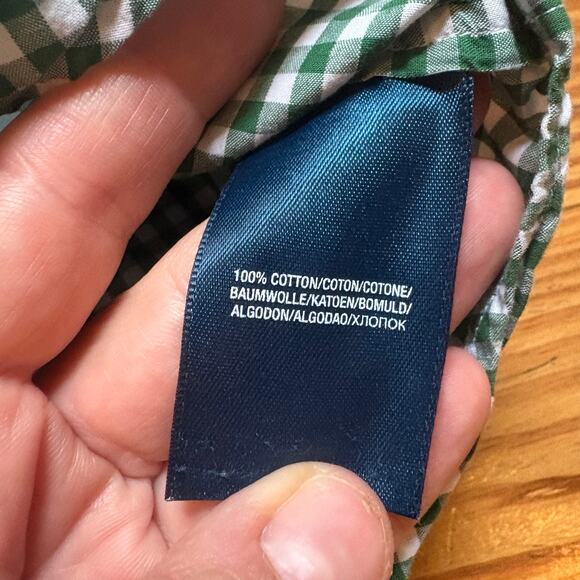 100% COTTON/COTON/COTONE/
BAUMWOLLE/KATOEN/BOMULD/
ALGODON/ALGODAO/ХЛОПОК